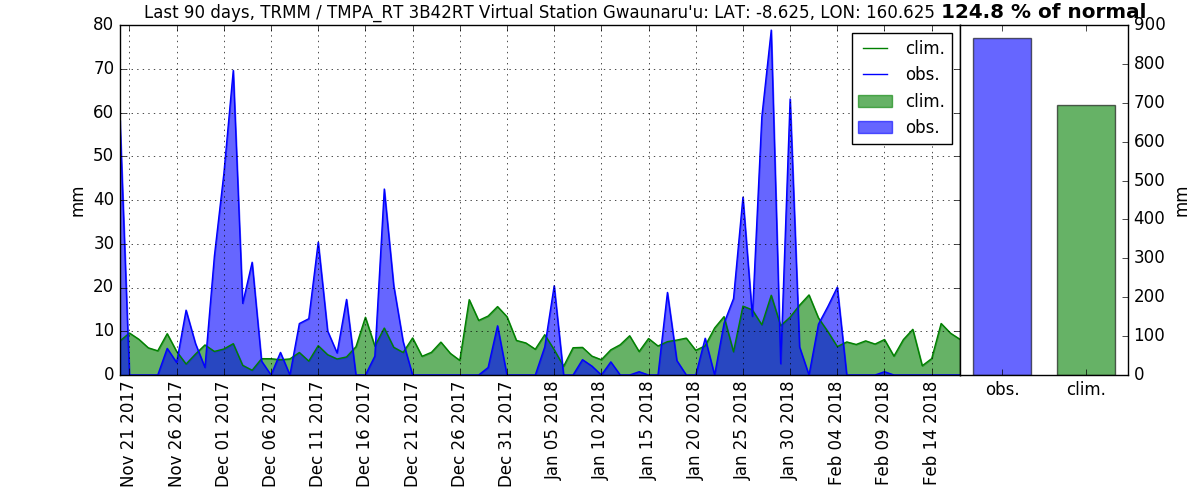 Last 90 days, TRMM / TMPA_RT 3B42RT Virtual Station Gwaunaru'u: LAT: -8.625, LON: 160.625 124.8 % of normal
80
70
60
50
40
30
20
10
0
mm
clim.
obs.
clim.
obs.
900
800
700
600
500
400
300
200
100
0
mm
obs.
clim.
Nov 21 2017
Nov 26 2017
Dec 01 2017
Dec 06 2017
Dec 11 2017
Dec 16 2017
Dec 21 2017
Dec 26 2017
Dec 31 2017
Jan 05 2018
Jan 10 2018
Jan 15 2018
Jan 20 2018
Jan 25 2018
Jan 30 2018
Feb 04 2018
Feb 09 2018
Feb 14 2018